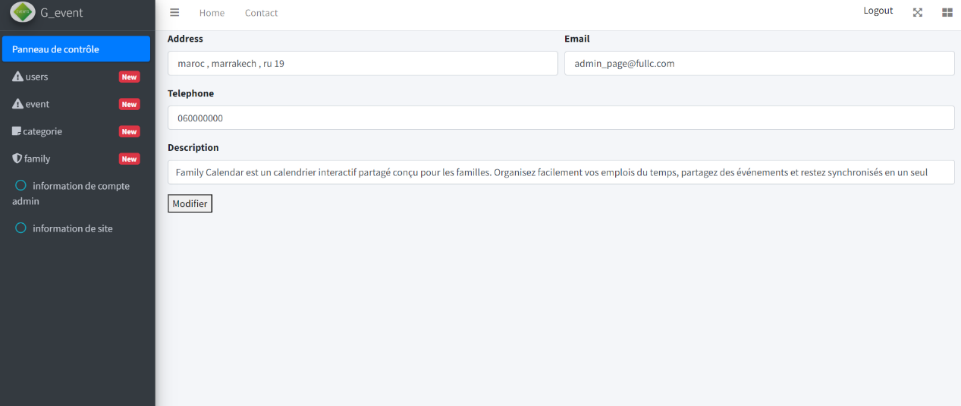 G_event
Home Contact Logout
Panneau de contrôle
users New
event New
categorie New
family New
information de compte
admin
information de site
Address Email
maroc , marrakech , ru 19 admin_page@fullc.com
Telephone
060000000
Description
Family Calendar est un calendrier interactif partagé conçu pour les familles. Organisez facilement vos emplois du temps, partagez des événements et restez synchronisés en un seul
Modifier